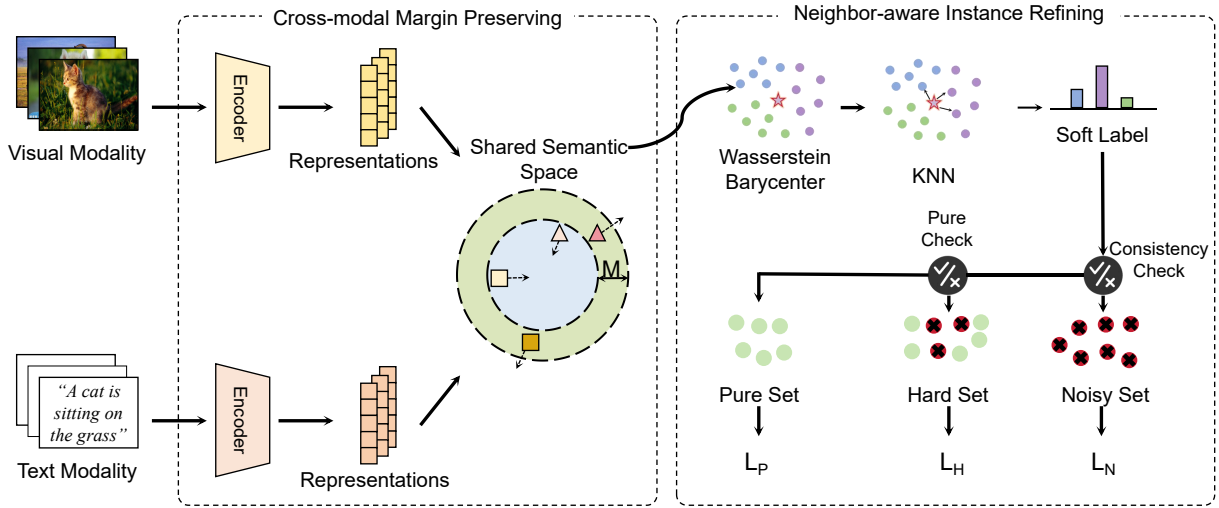 Cross-modal Margin Preserving
Neighbor-aware Instance Refining
Visual Modality
Encoder
Representations
Shared Semantic
Space
M
Wasserstein
Barycenter
KNN
Soft Label
Pure
Check
Consistency
Check
“A cat is
sitting on
the grass”
Text Modality
Encoder
Representations
Pure Set
Hard Set
Noisy Set
L_P
L_H
L_N